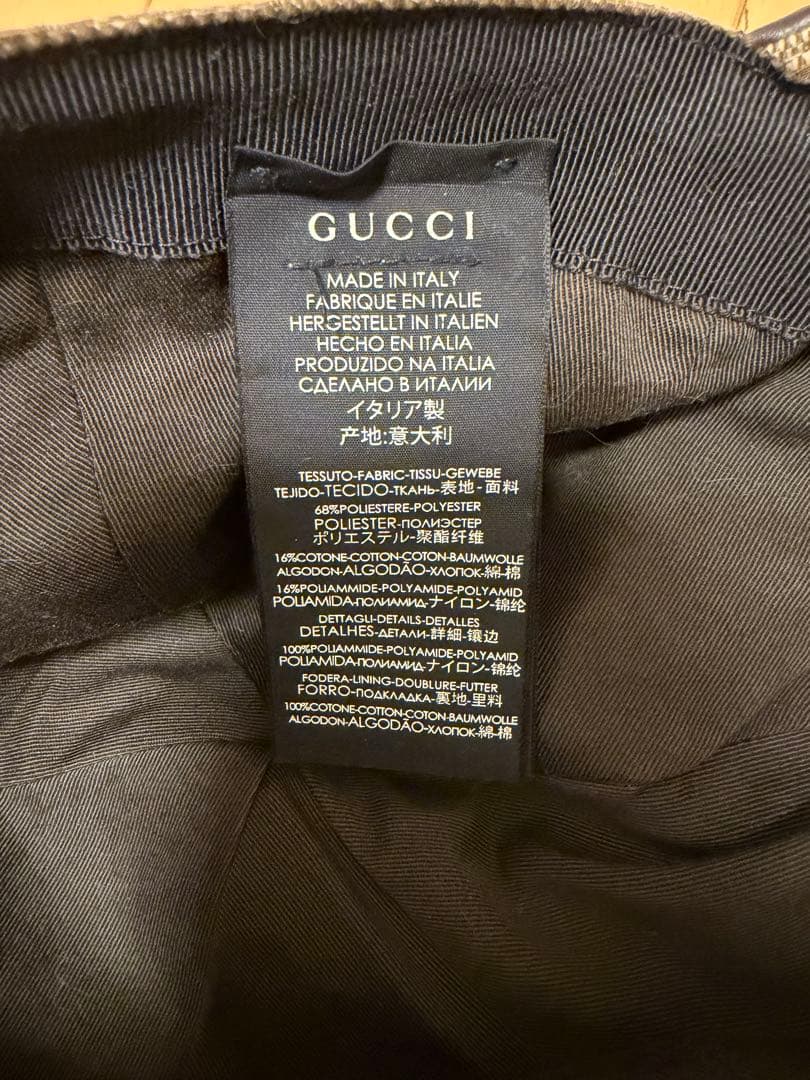 GUCCI
MADE IN ITALY
FABRIQUE EN ITALIE
HERGESTELLT IN ITALIEN
HECHO EN ITALIA
PRODUZIDO NA ITALIA
СДЕЛАНО В ИТАЛИИ
イタリア製
产地:意大利
TESSUTO-FABRIC-TISSU-GEWEBE
TEJIDO-TECIDO-ТКАНЬ-表地-面料
68%POLIESTERE-POLYESTER
POLIESTER-ПОЛИЭСТЕР
ポリエステル-聚酯纤维
16%COTONE-COTTON-COTON-BAUMWOLLE
ALGODON-ALGODÃO-ХЛОПОК-綿-棉
16%POLIAMMIDE-POLYAMIDE-POLYAMID
POLIAMIDA-ПОЛИАМИД-ナイロン-锦纶
DETTAGLI-DETAILS-DETALLES
DETALHES-ДЕТАЛИ-詳細-镶边
100%POLIAMMIDE-POLYAMIDE-POLYAMID
POLIAMIDA-ПОЛИАМИД-ナイロン-锦纶
FODERA-LINING-DOUBLURE-FUTTER
FORRO-ПОДКЛАДКА-裏地-里料
100%COTONE-COTTON-COTON-BAUMWOLLE
ALGODON-ALGODÃO-ХЛОПОК-綿-棉